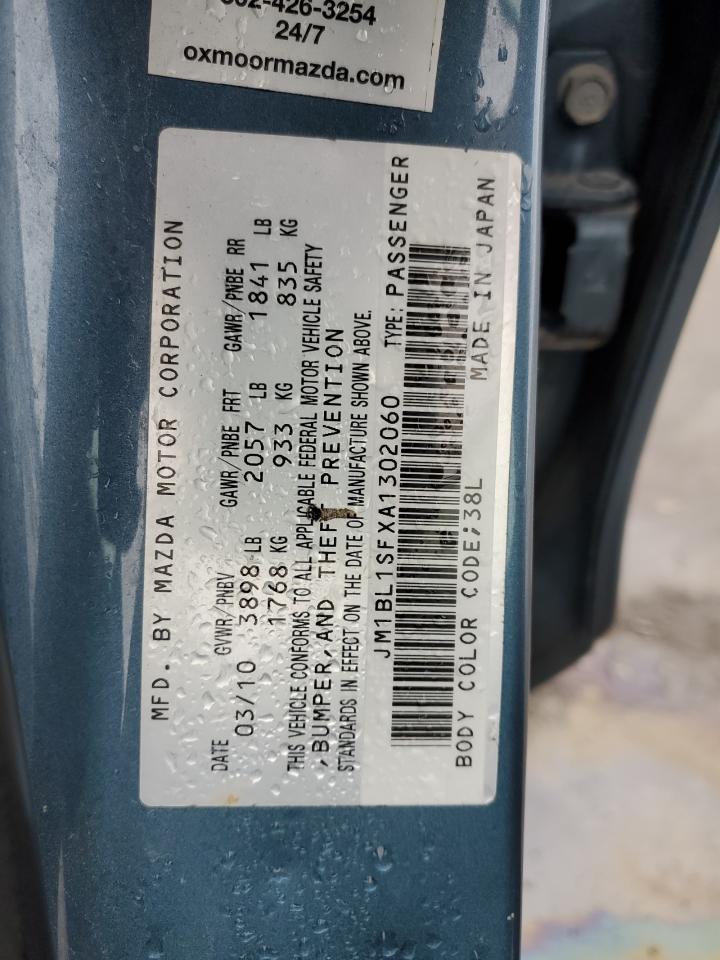 02-426-3254
24/7
oxmoormazda.com
MFD. BY MAZDA MOTOR CORPORATION
DATE GVWR/PNBV GAWR/PNBE FRT GAWR/PNBE RR
03/10 3898 LB 2057 LB 1841 LB
1768 KG 933 KG 835 KG
THIS VEHICLE CONFORMS TO ALL APPLICABLE FEDERAL MOTOR VEHICLE SAFETY
,BUMPER,AND THEFT PREVENTION
STANDARDS IN EFFECT ON THE DATE OF MANUFACTURE SHOWN ABOVE.
JM1BL1SFXA1302060 TYPE: PASSENGER
BODY COLOR CODE;38L MADE IN JAPAN